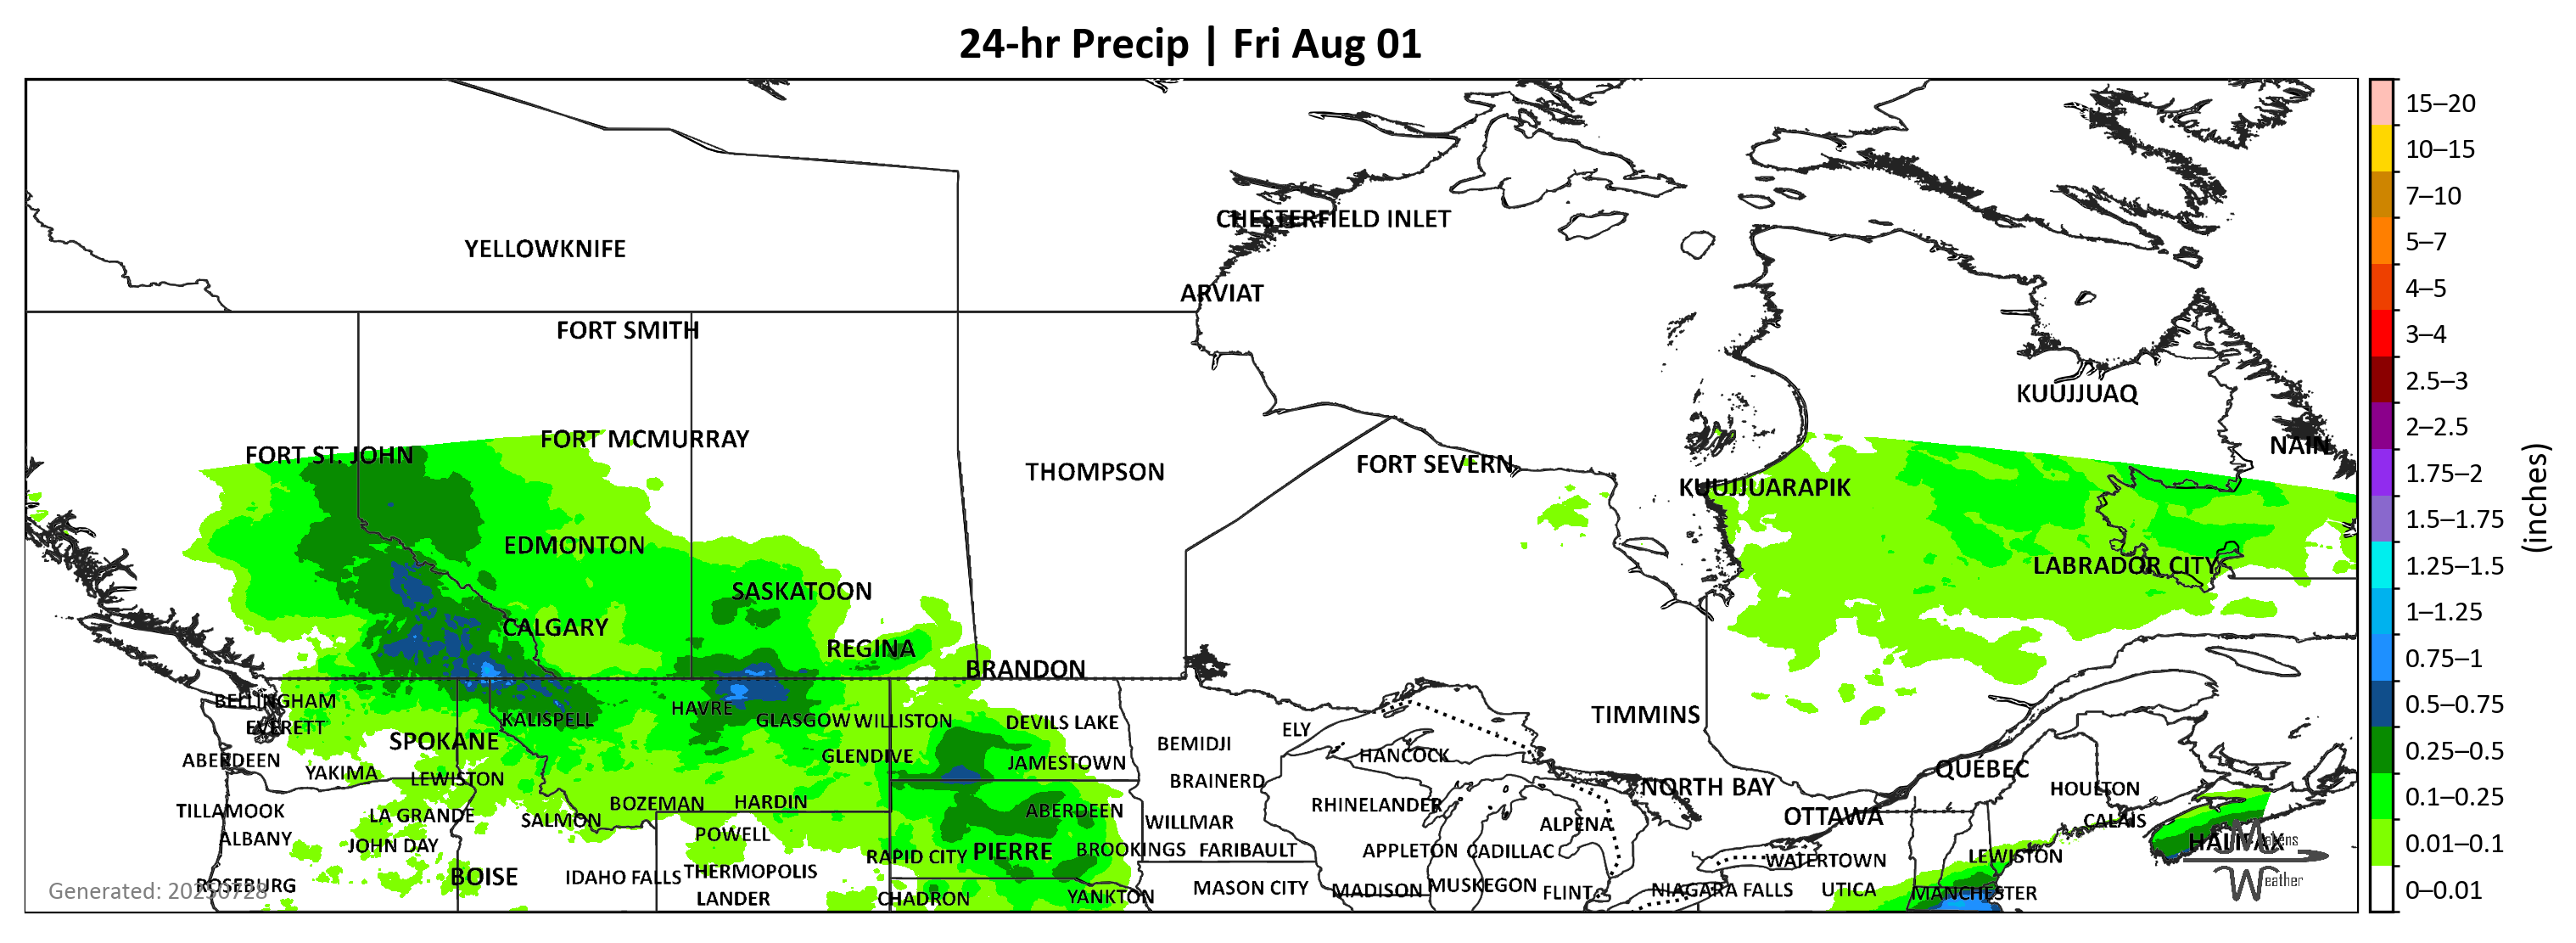 24-hr Precip | Fri Aug 01
15–20
10–15
7–10
5–7
4–5
3–4
2.5–3
2–2.5
1.75–2
1.5–1.75
1.25–1.5
1–1.25
0.75–1
0.5–0.75
0.25–0.5
0.1–0.25
0.01–0.1
0–0.01
(inches)
CHESTERFIELD INLET
YELLOWKNIFE
ARVIAT
FORT SMITH
KUUJJUAQ
FORT MCMURRAY
NAIN
FORT ST. JOHN
FORT SEVERN
THOMPSON
KUUJJUARAPIK
EDMONTON
LABRADOR CITY
SASKATOON
CALGARY
REGINA
BRANDON
BELLINGHAM
HAVRE
TIMMINS
KALISPELL
GLASGOW
WILLISTON
DEVILS LAKE
EVERETT
ELY
SPOKANE
BEMIDJI
GLENDIVE
HANCOCK
ABERDEEN
JAMESTOWN
QUÉBEC
YAKIMA
LEWISTON
BRAINERD
NORTH BAY
HOULTON
BOZEMAN
HARDIN
RHINELANDER
TILLAMOOK
ABERDEEN
LA GRANDE
SALMON
WILLMAR
OTTAWA
CALAIS
ALPENA
POWELL
ALBANY
HALIFAX
JOHN DAY
RAPID CITY
PIERRE
BROOKINGS
FARIBAULT
APPLETON
CADILLAC
WATERTOWN
LEWISTON
BOISE
IDAHO FALLS
THERMOPOLIS
ROSEBURG
MASON CITY
MADISON
MUSKEGON
FLINT
NIAGARA FALLS
UTICA
MANCHESTER
LANDER
CHADRON
YANKTON
Generated: 20250728
Weather